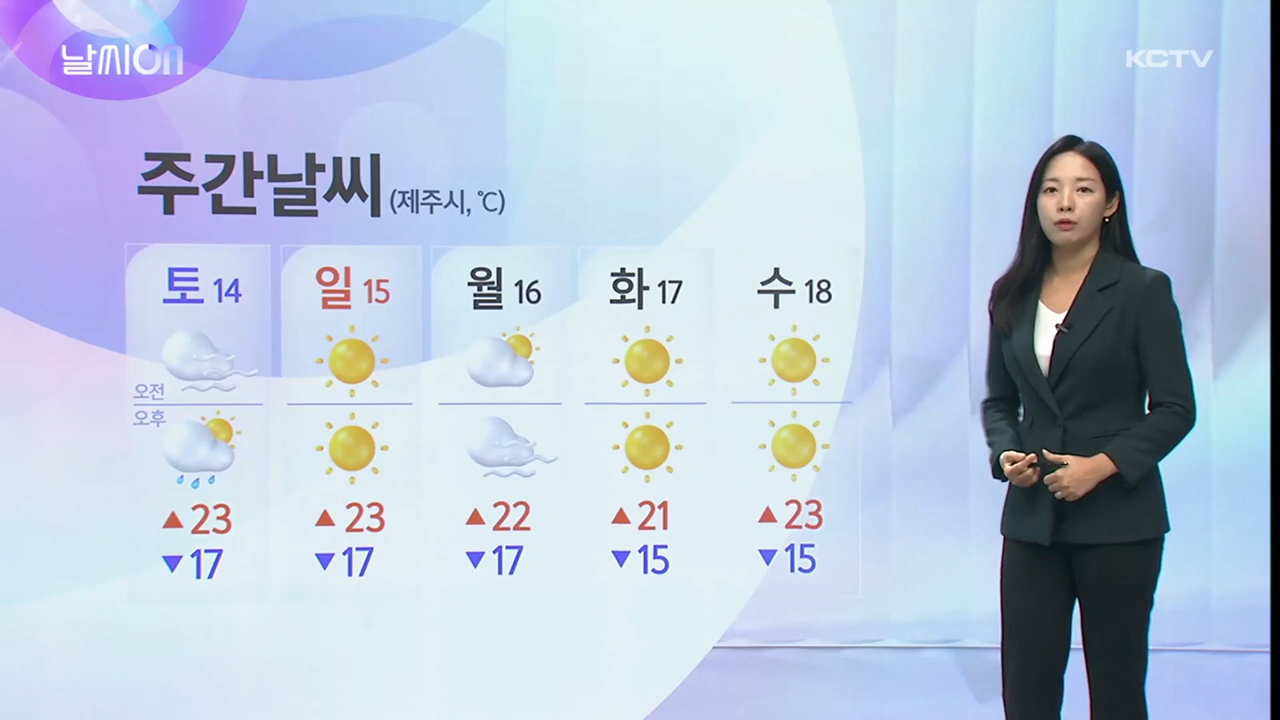 날씨On
KCTV
주간날씨 (제주시, ℃)
토 14 일 15 월 16 화 17 수 18
오전
오후
▲23 ▲23 ▲22 ▲21 ▲23
▼17 ▼17 ▼17 ▼15 ▼15